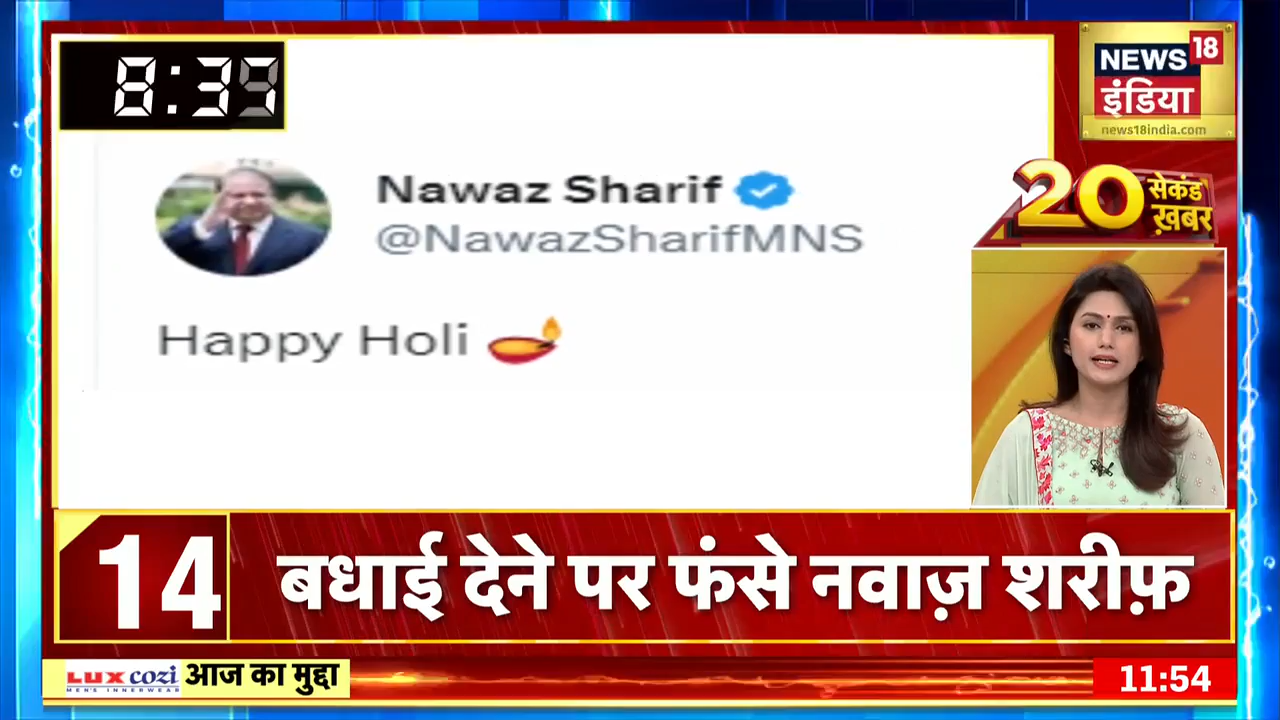 8:37
NEWS 18
इंडिया
news18india.com
Nawaz Sharif
@NawazSharifMNS
Happy Holi
20 सेकंड
ख़बर
14 बधाई देने पर फंसे नवाज़ शरीफ़
LUX cozi
MEN'S INNERWEAR
आज का मुद्दा
11:54